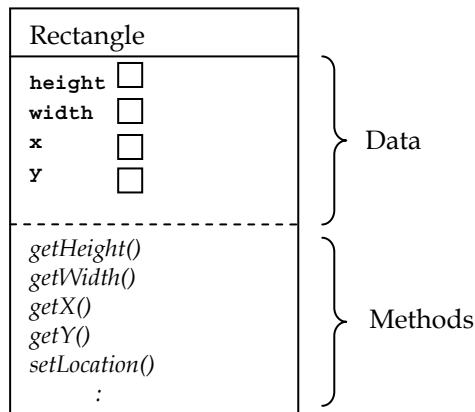 Rectangle
height
width
x
y
Data
getHeight()
getWidth()
getX()
getY()
setLocation()
:
Methods